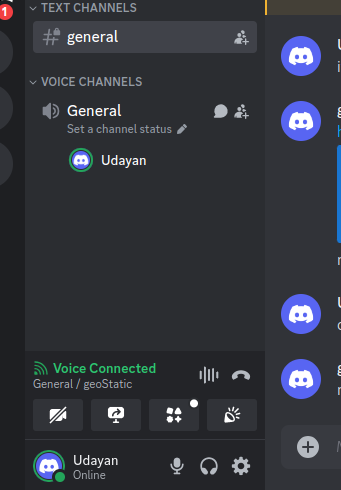 1
TEXT CHANNELS
general
VOICE CHANNELS
General
Set a channel status
Udayan
Voice Connected
General / geoStatic
Udayan
Online